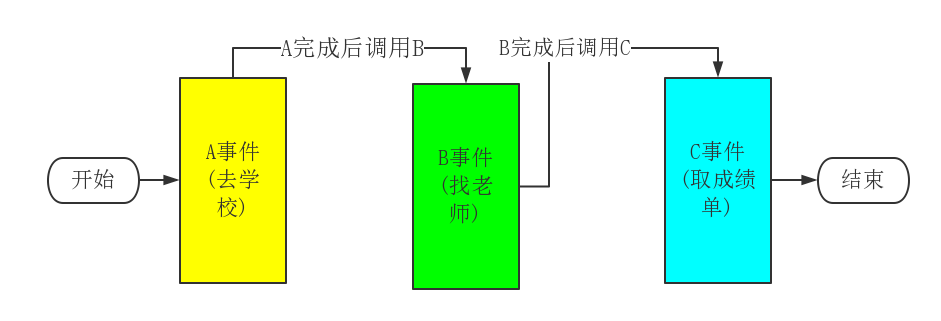 A完成后调用B
B完成后调用C
开始
A事件
(去学
校)
B事件
(找老
师)
C事件
(取成绩
单)
结束